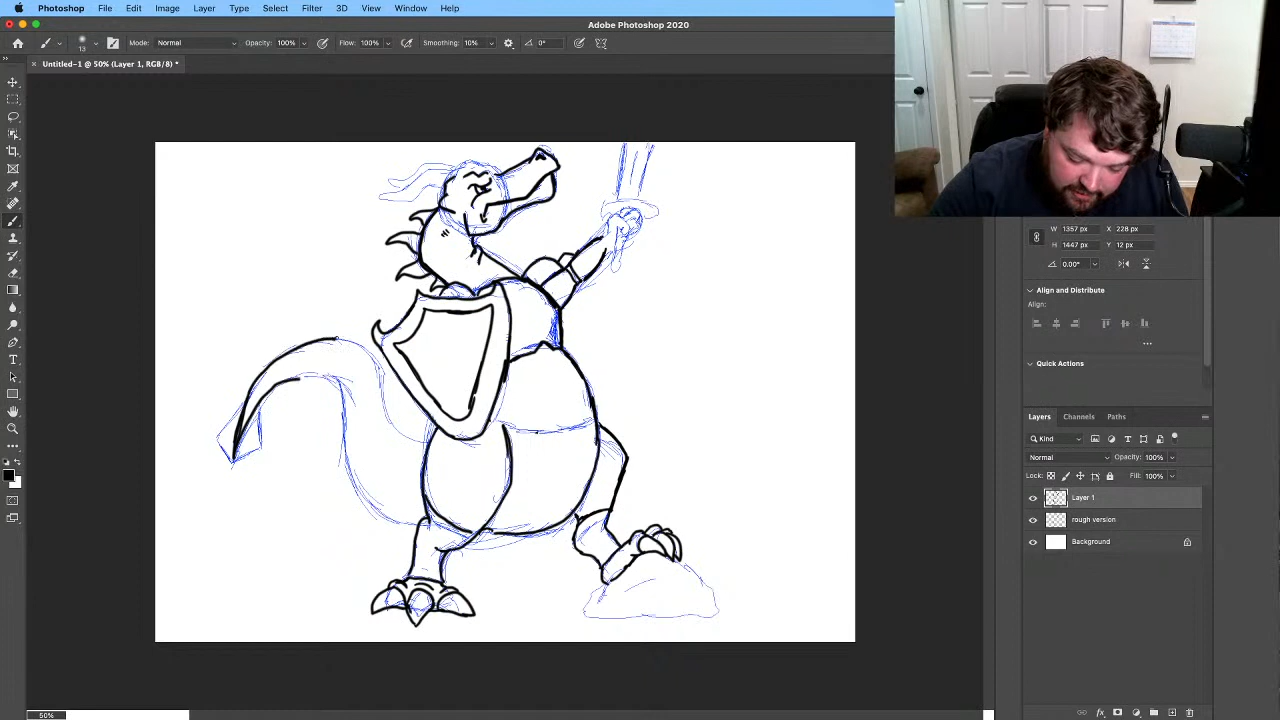 Photoshop File Edit Image Layer Type Select Filter 3D View Window Help
Adobe Photoshop 2020
13 Mode: Normal Opacity: 100% Flow: 100% Smoothing: 10% 0°
Untitled-1 @ 50% (Layer 1, RGB/8) *
W 1357 px X 228 px
H 1447 px Y 12 px
0.00°
Align and Distribute
Align:
Quick Actions
Layers Channels Paths
Kind
Normal Opacity: 100%
Lock: Fill: 100%
Layer 1
rough version
Background
50%